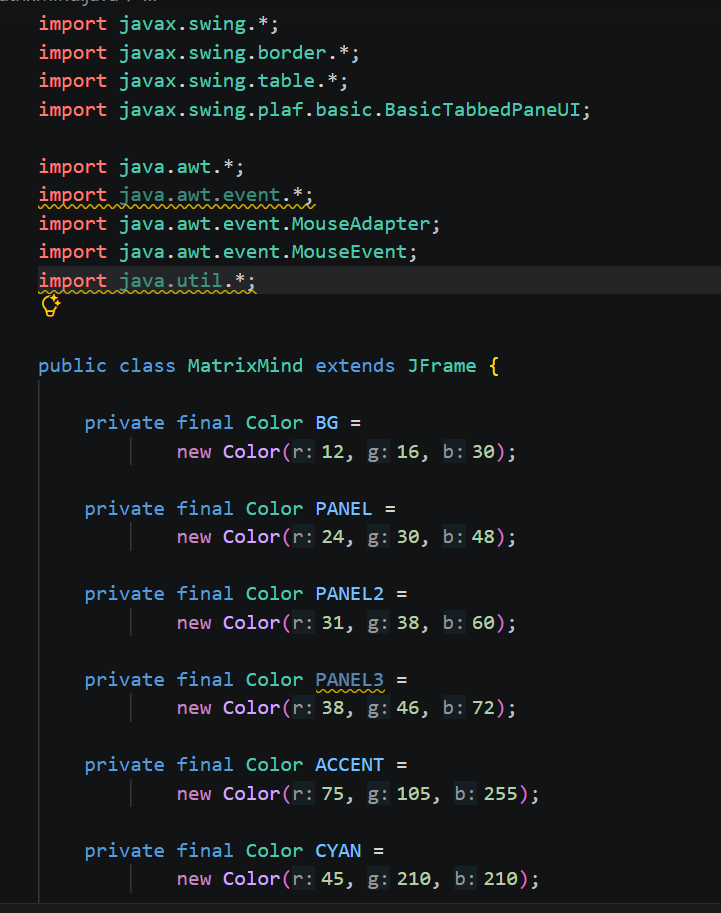 import javax.swing.*;
import javax.swing.border.*;
import javax.swing.table.*;
import javax.swing.plaf.basic.BasicTabbedPaneUI;
import java.awt.*;
import java.awt.event.*;
import java.awt.event.MouseAdapter;
import java.awt.event.MouseEvent;
import java.util.*;
public class MatrixMind extends JFrame {
private final Color BG =
new Color(r: 12, g: 16, b: 30);
private final Color PANEL =
new Color(r: 24, g: 30, b: 48);
private final Color PANEL2 =
new Color(r: 31, g: 38, b: 60);
private final Color PANEL3 =
new Color(r: 38, g: 46, b: 72);
private final Color ACCENT =
new Color(r: 75, g: 105, b: 255);
private final Color CYAN =
new Color(r: 45, g: 210, b: 210);